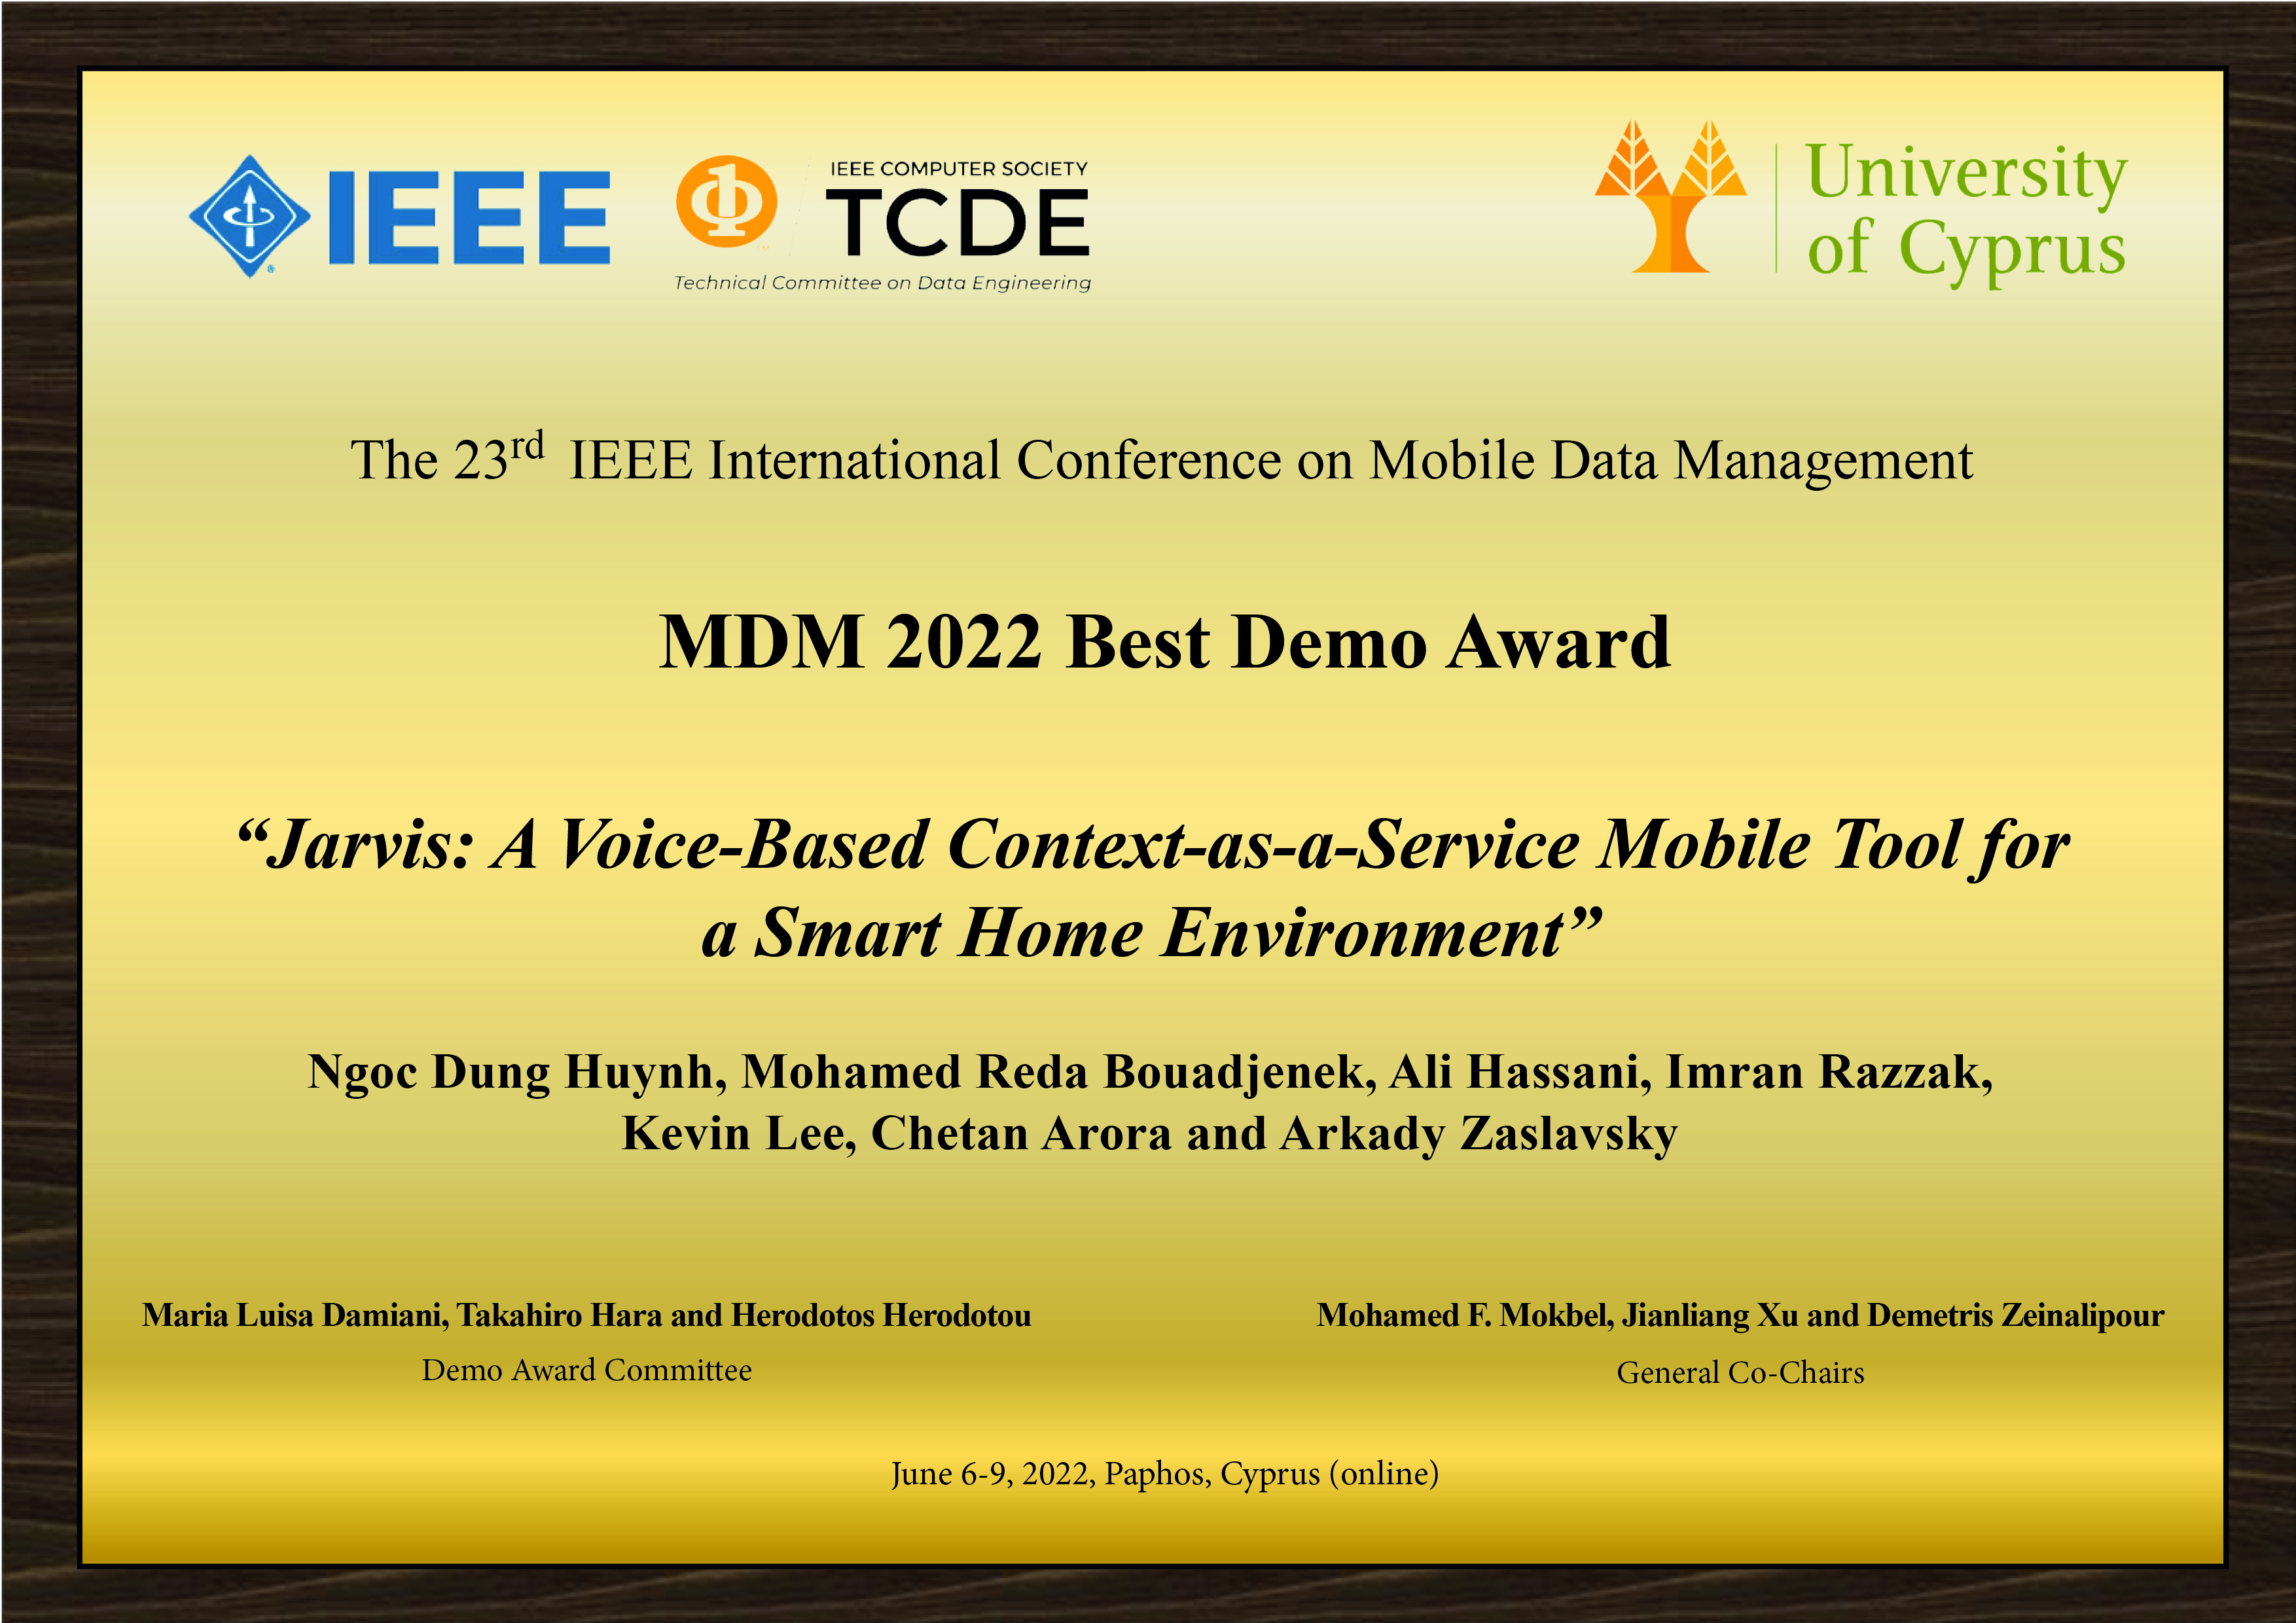 IEEE
IEEE COMPUTER SOCIETY
TCDE
Technical Committee on Data Engineering
University
of Cyprus
The 23rd IEEE International Conference on Mobile Data Management
MDM 2022 Best Demo Award
“Jarvis: A Voice-Based Context-as-a-Service Mobile Tool for
a Smart Home Environment”
Ngoc Dung Huynh, Mohamed Reda Bouadjenek, Ali Hassani, Imran Razzak,
Kevin Lee, Chetan Arora and Arkady Zaslavsky
Maria Luisa Damiani, Takahiro Hara and Herodotos Herodotou
Demo Award Committee
Mohamed F. Mokbel, Jianliang Xu and Demetris Zeinalipour
General Co-Chairs
June 6-9, 2022, Paphos, Cyprus (online)